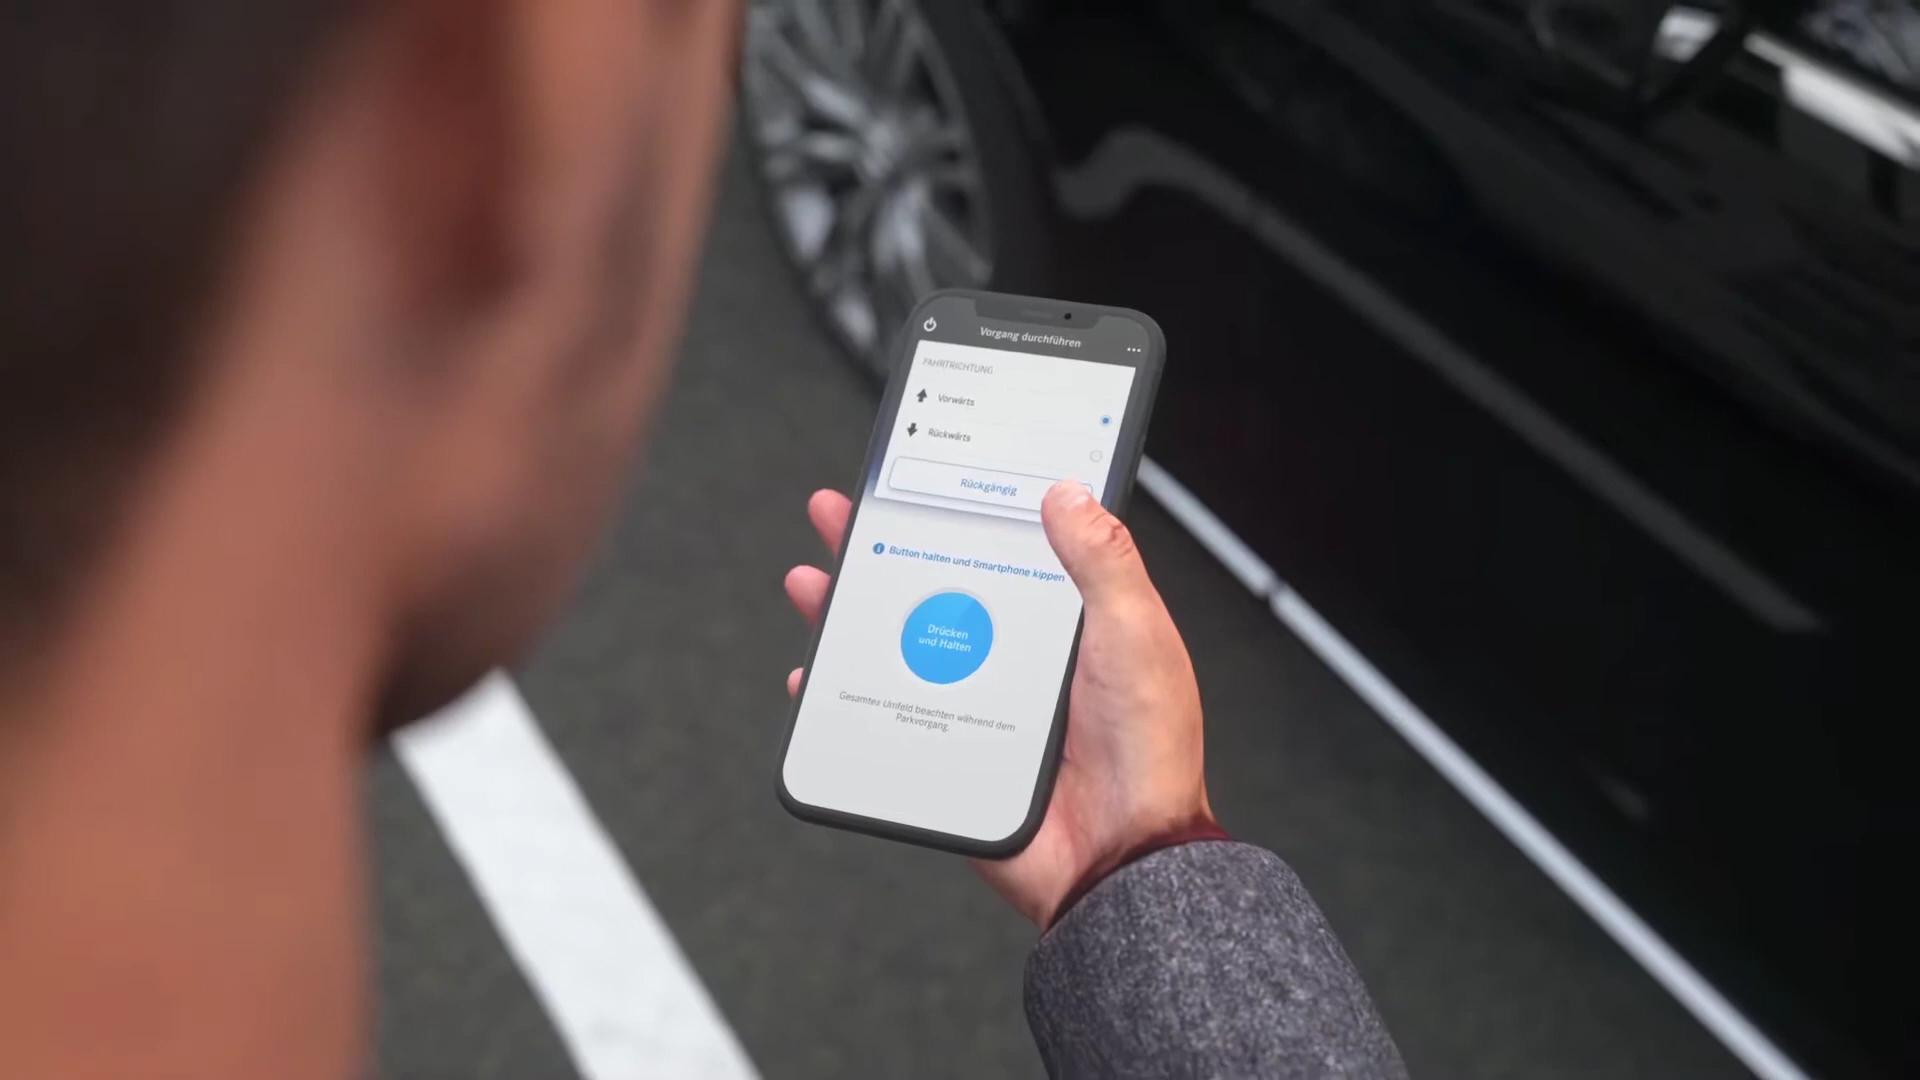 Vorgang durchführen
FAHRTRICHTUNG
Vorwärts
Rückwärts
Rückgängig
Button halten und Smartphone kippen
Drücken
und Halten
Gesamtes Umfeld beachten während dem
Parkvorgang.